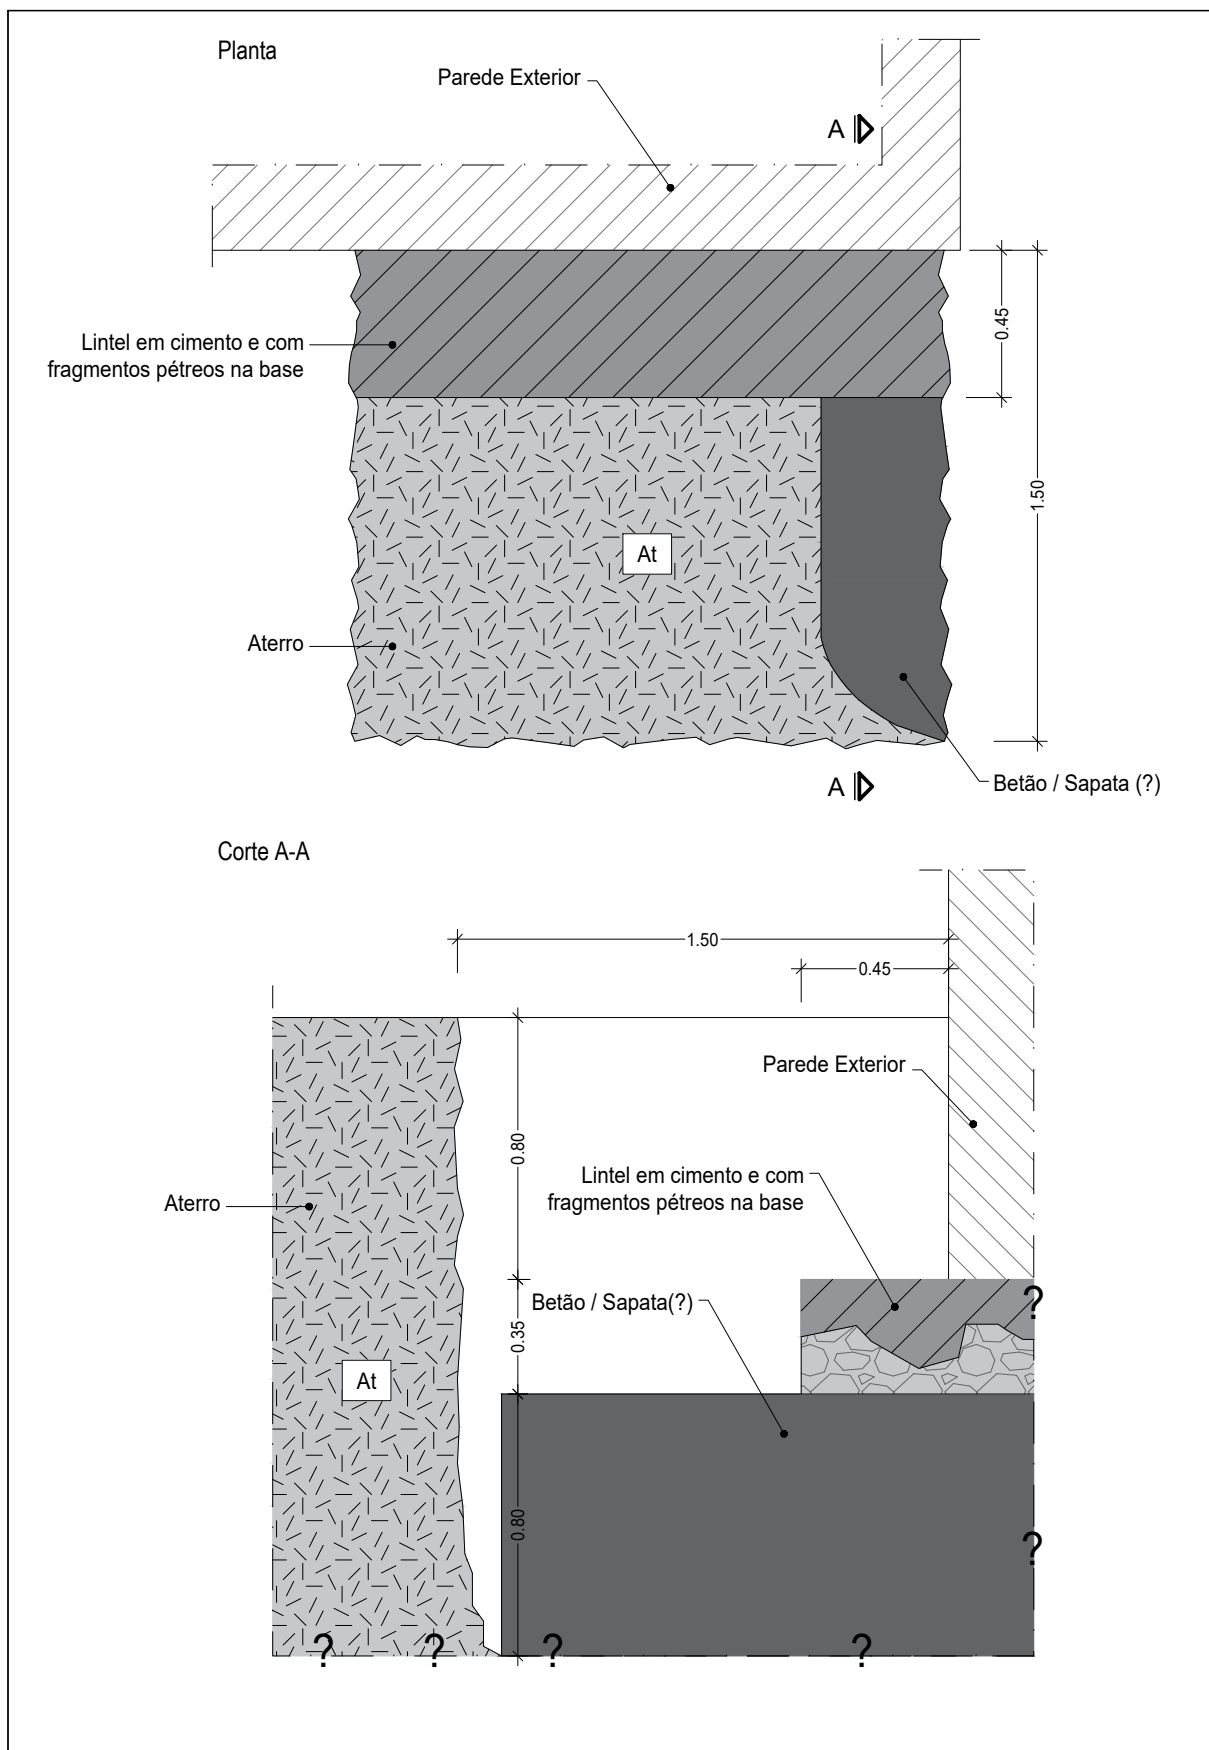 Planta
Parede Exterior
A
Lintel em cimento e com
fragmentos pétreos na base
0.45
1.50
At
Aterro
A
Betão / Sapata (?)
Corte A-A
1.50
0.45
Parede Exterior
0.80
Lintel em cimento e com
fragmentos pétreos na base
Aterro
Betão / Sapata(?)
?
0.35
At
0.80
?
? ? ? ?